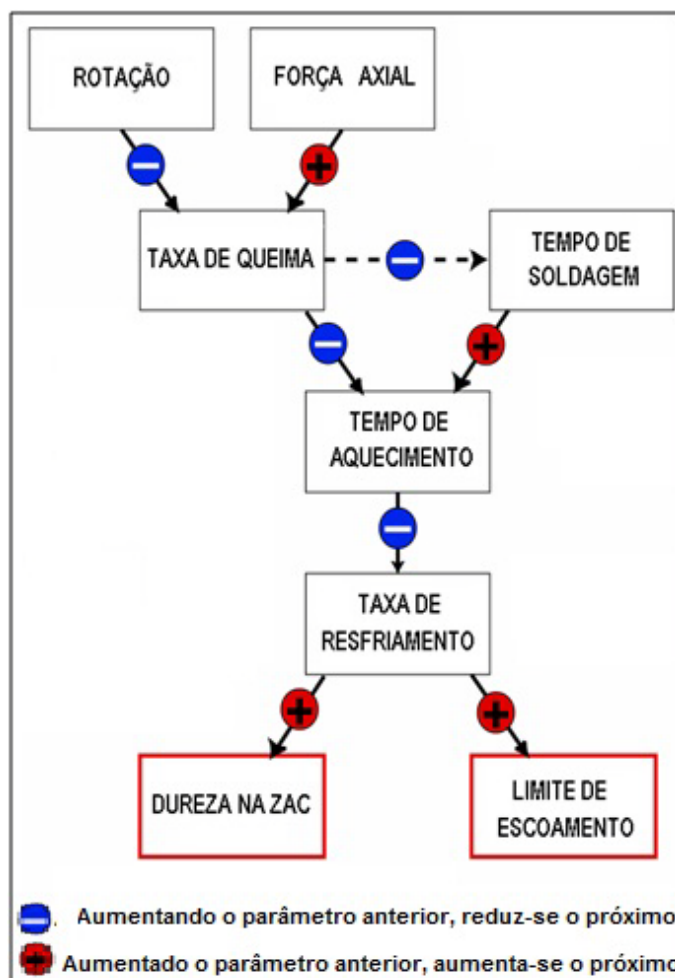 ROTAÇÃO
FORÇA AXIAL
TAXA DE QUEIMA
TEMPO DE
SOLDAGEM
TEMPO DE
AQUECIMENTO
TAXA DE
RESFRIAMENTO
DUREZA NA ZAC
LIMITE DE
ESCOAMENTO
Aumentando o parâmetro anterior, reduz-se o próximo
Aumentado o parâmetro anterior, aumenta-se o próximo